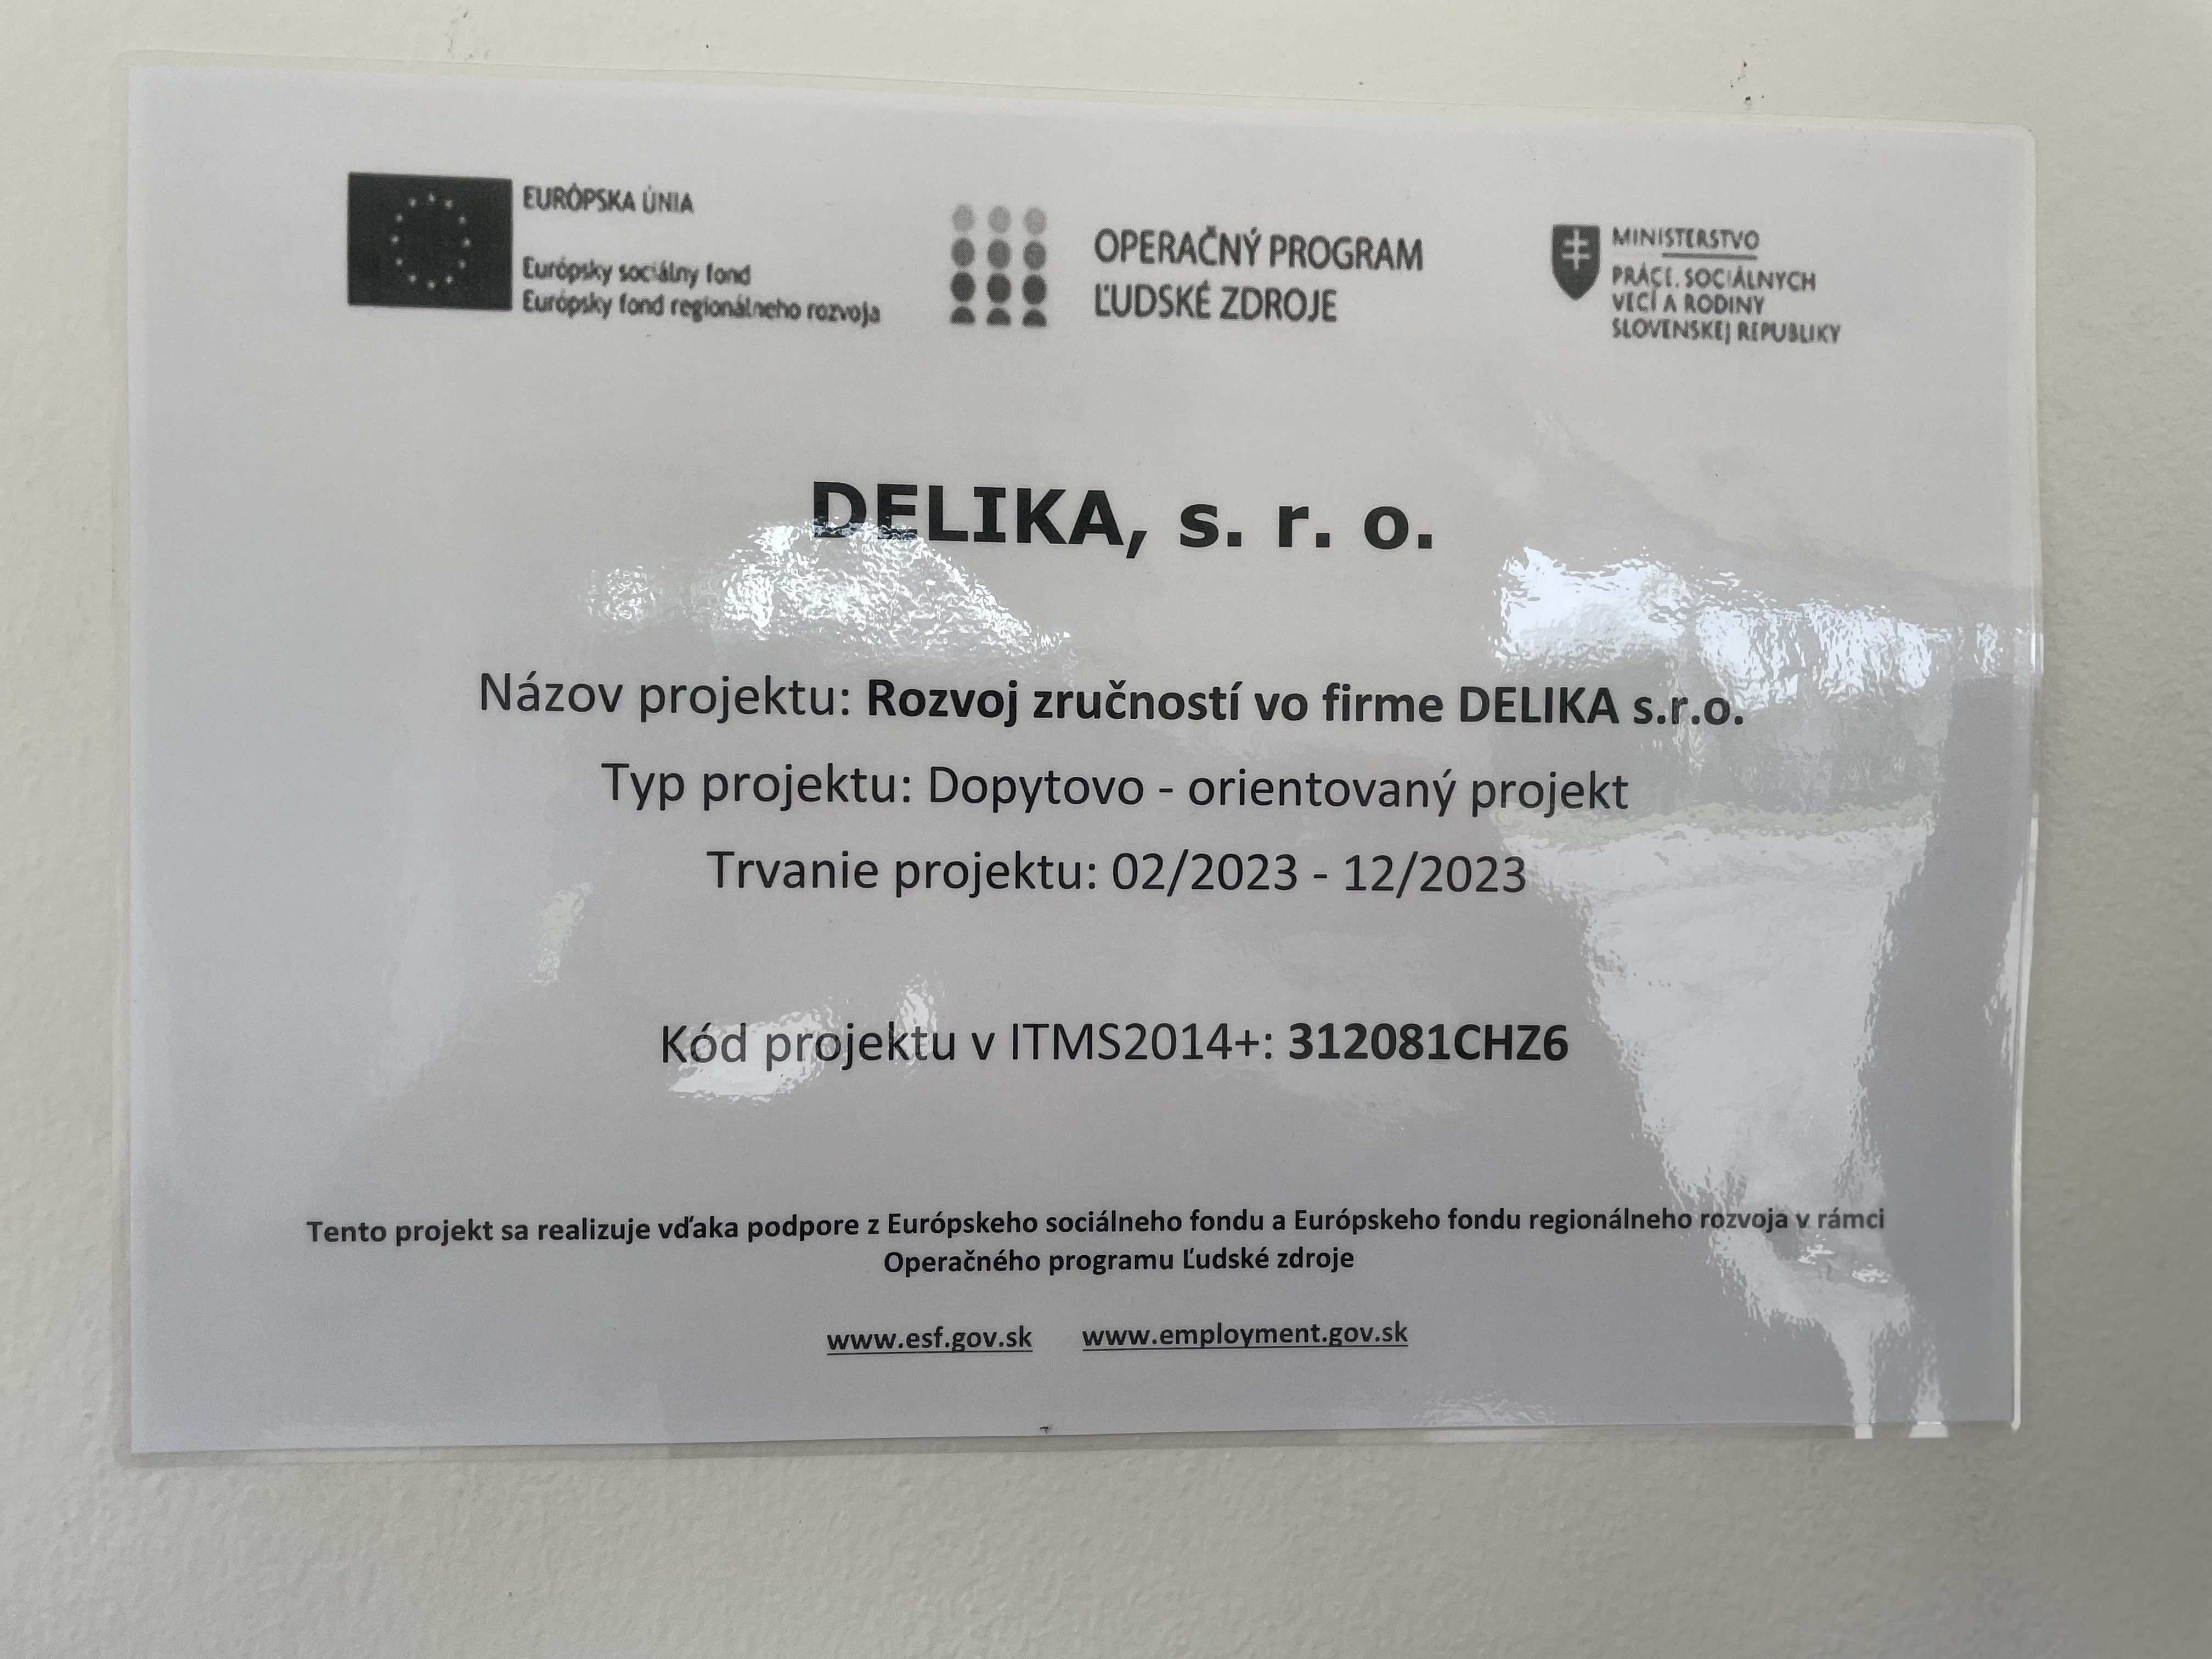 EURÓPSKA ÚNIA
Európsky sociálny fond
Európsky fond regionálneho rozvoja
OPERAČNÝ PROGRAM
ĽUDSKÉ ZDROJE
MINISTERSTVO
PRÁCE, SOCIÁLNYCH
VECÍ A RODINY
SLOVENSKEJ REPUBLIKY
DELIKA, s. r. o.
Názov projektu: Rozvoj zručností vo firme DELIKA s.r.o.
Typ projektu: Dopytovo - orientovaný projekt
Trvanie projektu: 02/2023 - 12/2023
Kód projektu v ITMS2014+: 312081CHZ6
Tento projekt sa realizuje vďaka podpore z Európskeho sociálneho fondu a Európskeho fondu regionálneho rozvoja v rámci
Operačného programu Ľudské zdroje
www.esf.gov.sk www.employment.gov.sk